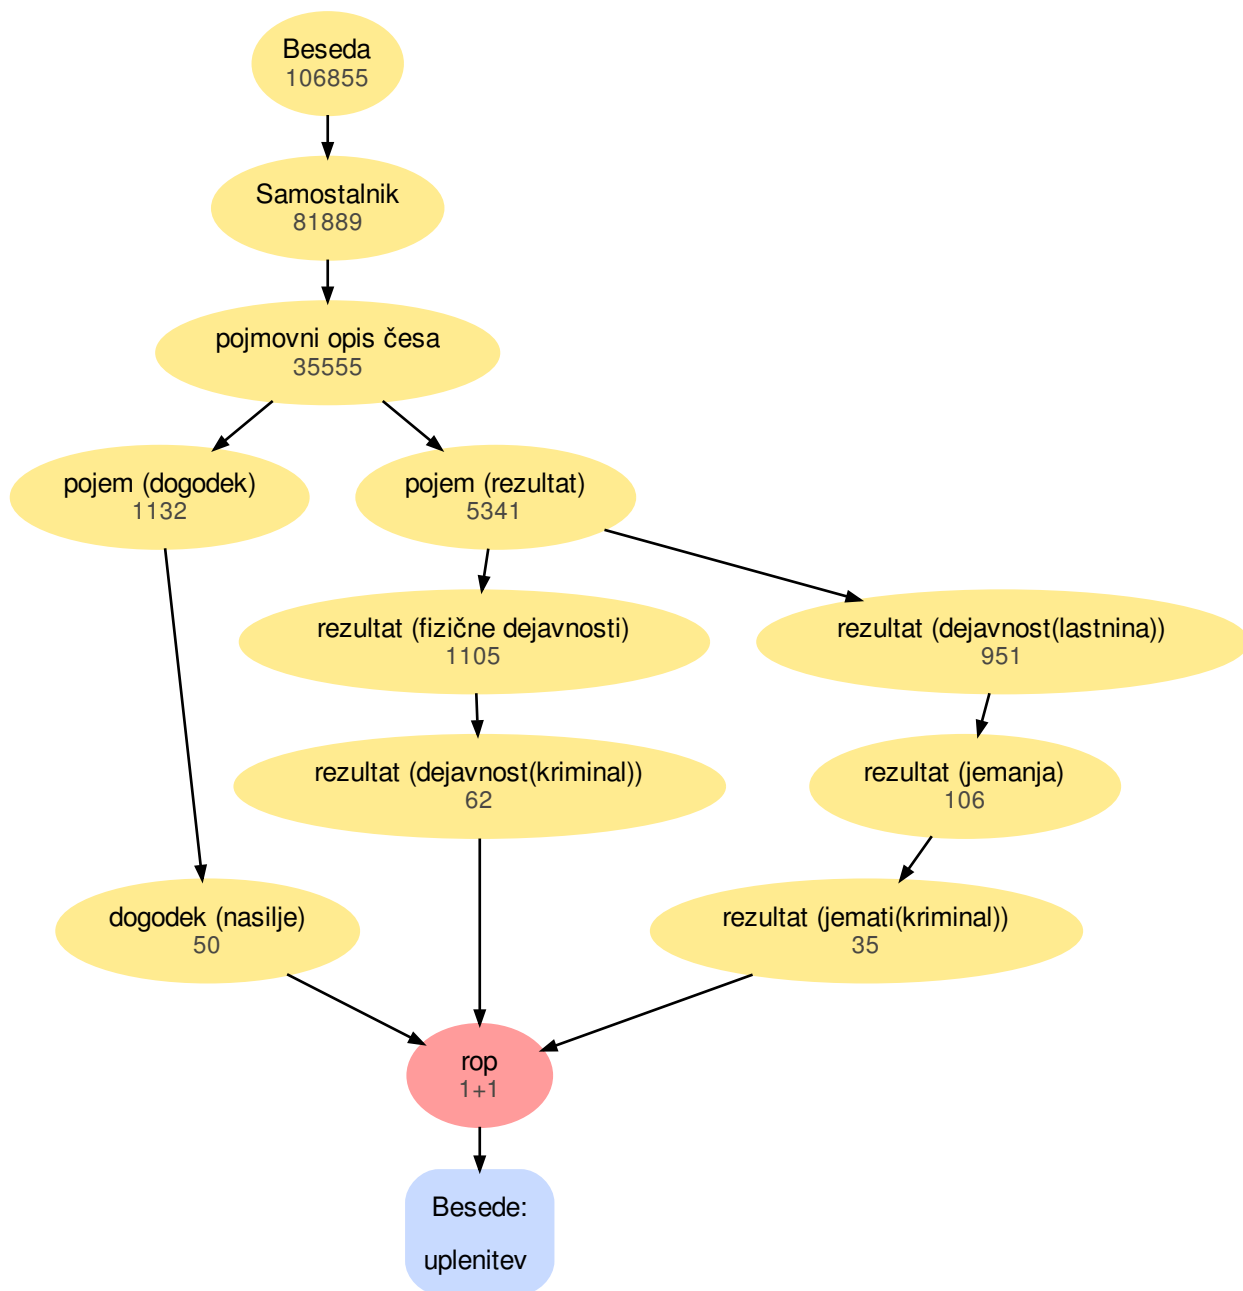 Beseda
106855
Samostalnik
81889
pojmovni opis česa
35555
pojem (dogodek)
1132
pojem (rezultat)
5341
rezultat (fizične dejavnosti)
1105
rezultat (dejavnost(lastnina))
951
rezultat (dejavnost(kriminal))
62
rezultat (jemanja)
106
dogodek (nasilje)
50
rezultat (jemati(kriminal))
35
rop
1+1
Besede:
uplenitev